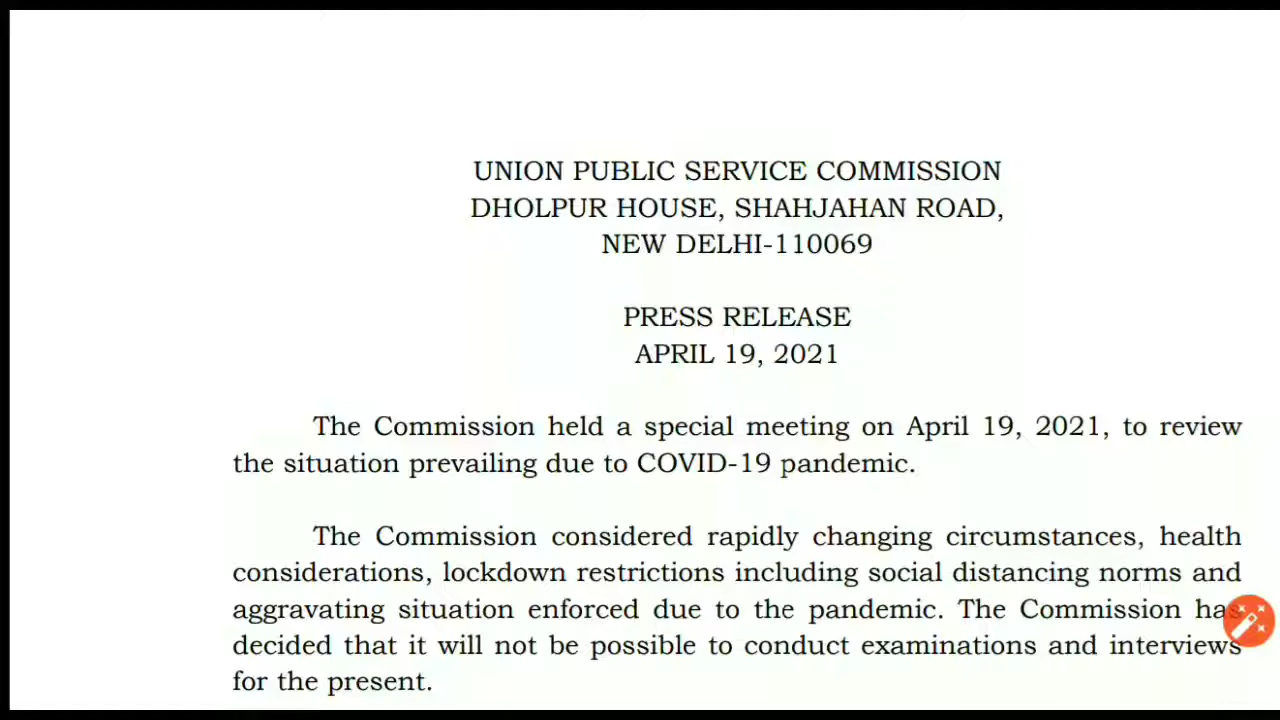 UNION PUBLIC SERVICE COMMISSION
DHOLPUR HOUSE, SHAHJAHAN ROAD,
NEW DELHI-110069
PRESS RELEASE
APRIL 19, 2021
The Commission held a special meeting on April 19, 2021, to review
the situation prevailing due to COVID-19 pandemic.
The Commission considered rapidly changing circumstances, health
considerations, lockdown restrictions including social distancing norms and
aggravating situation enforced due to the pandemic. The Commission has
decided that it will not be possible to conduct examinations and interviews
for the present.